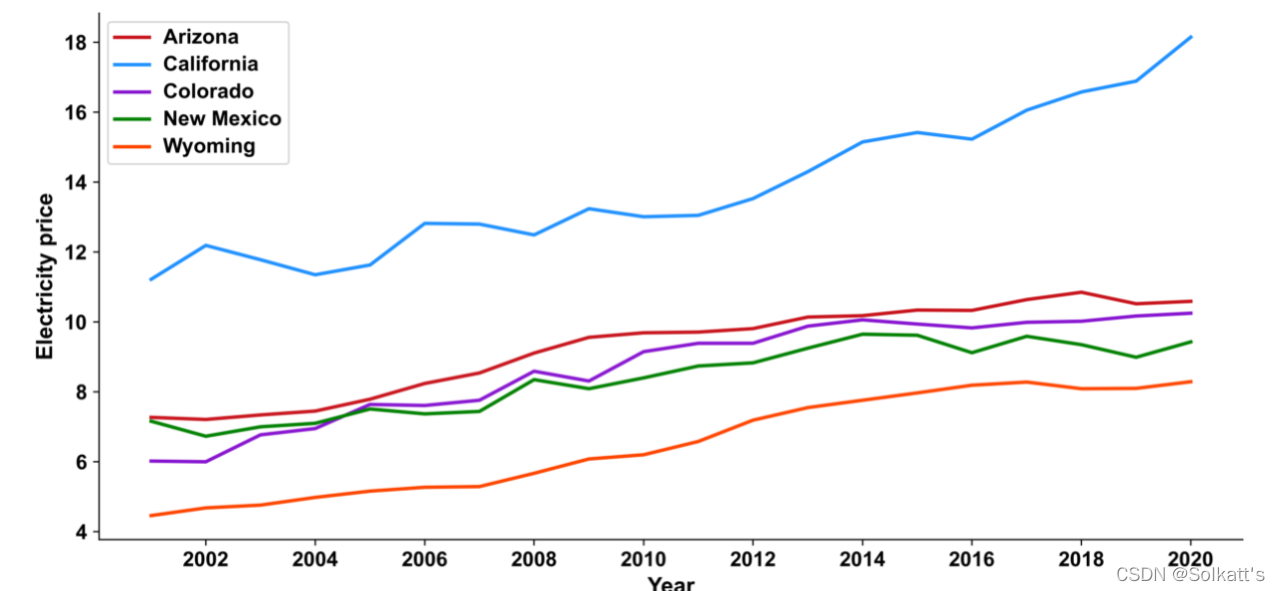 Arizona
California
Colorado
New Mexico
Wyoming
Electricity price
18
16
14
12
10
8
6
4
2002 2004 2006 2008 2010 2012 2014 2016 2018 2020
Year
CSDN @Solkatt's